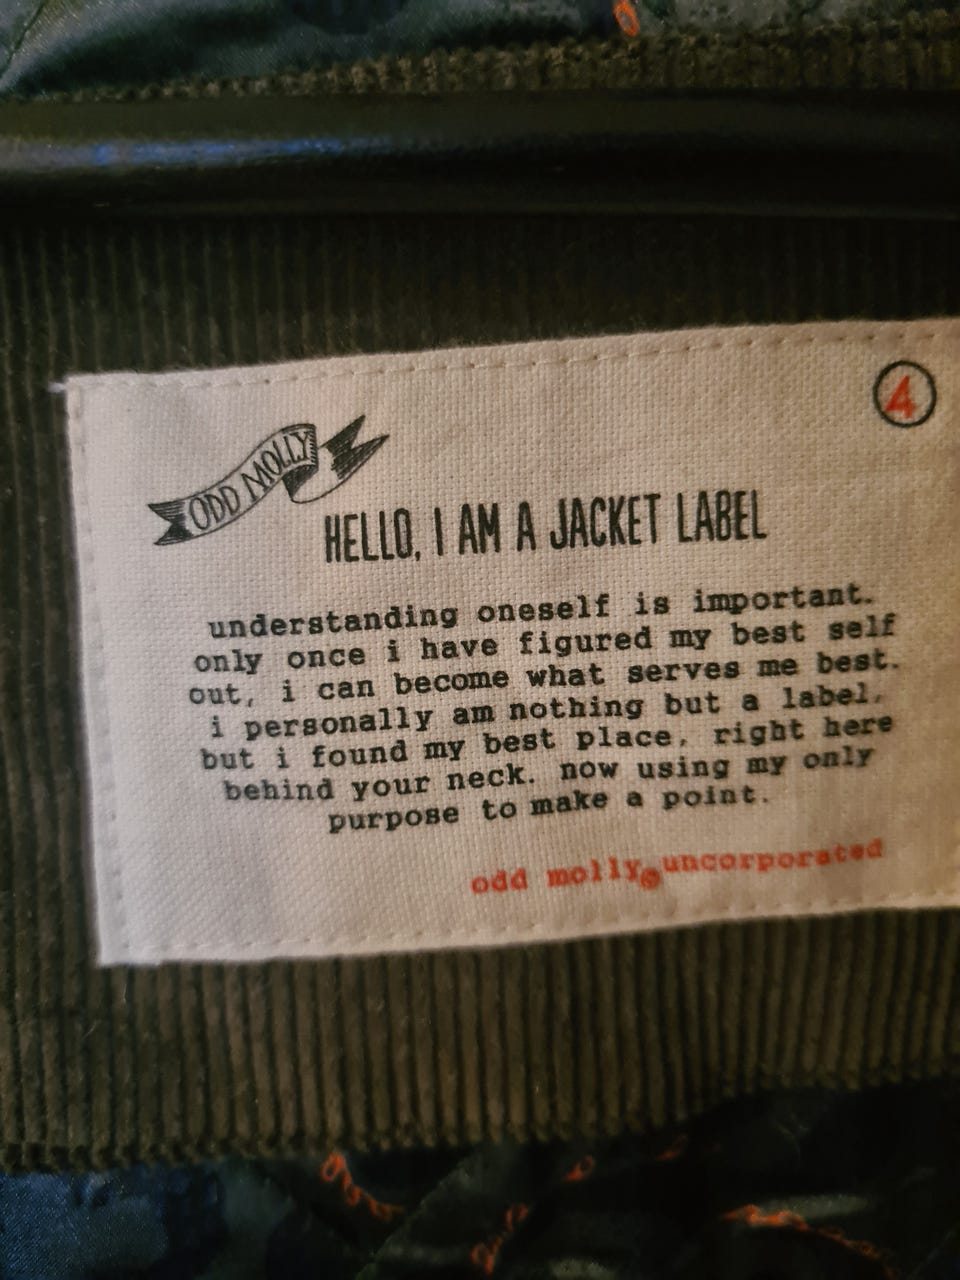 4
ODD MOLLY
HELLO, I AM A JACKET LABEL
understanding oneself is important.
only once i have figured my best self
out, i can become what serves me best.
i personally am nothing but a label,
but i found my best place, right here
behind your neck. now using my only
purpose to make a point.
odd molly®uncorporated